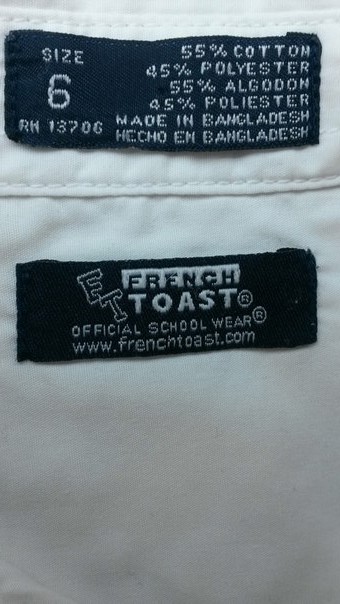 SIZE
6
RN 13706
55% COTTON
45% POLYESTER
55% ALGODON
45% POLIESTER
MADE IN BANGLADESH
HECHO EN BANGLADESH
FT FRENCH
TOAST®
OFFICIAL SCHOOL WEAR®
www.frenchtoast.com